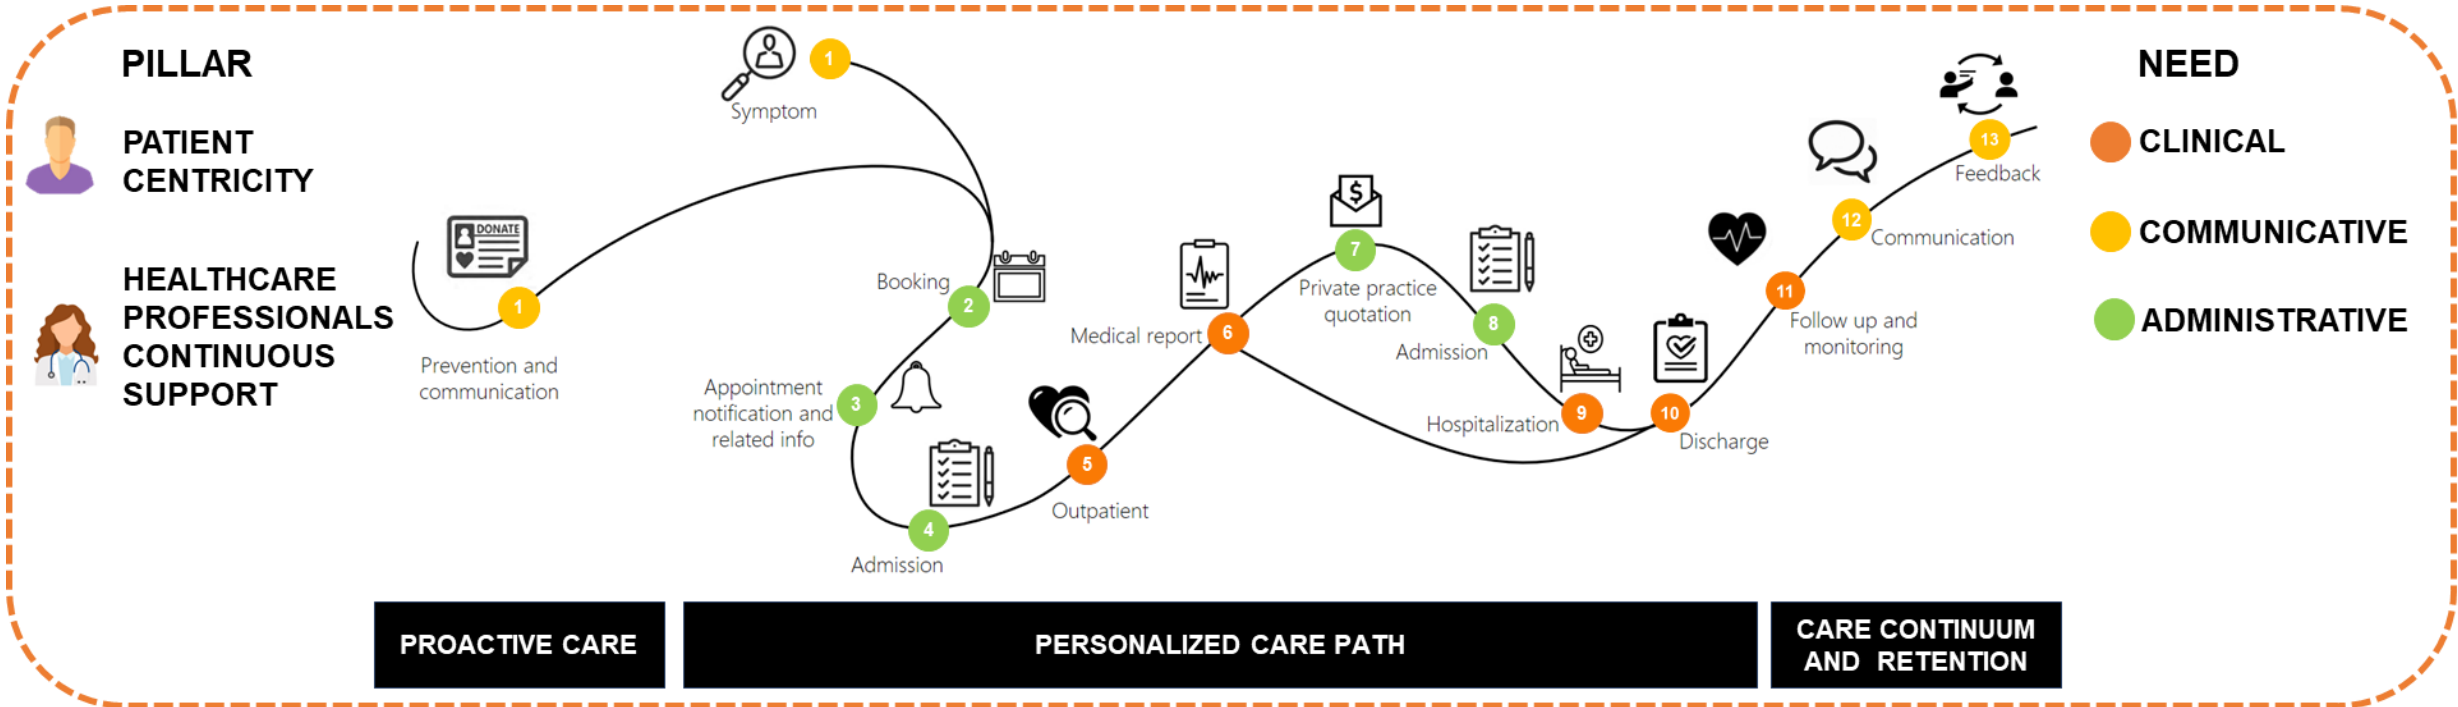 PILLAR
PATIENT
CENTRICITY
HEALTHCARE
PROFESSIONALS
CONTINUOUS
SUPPORT
DONATE
1
Prevention and
communication
1
Symptom
Booking
2
Appointment
notification and
related info
3
4
Admission
5
Outpatient
Medical report
6
$
7
Private practice
quotation
8
Admission
9
Hospitalization
10
Discharge
11
Follow up and
monitoring
12
Communication
13
Feedback
NEED
CLINICAL
COMMUNICATIVE
ADMINISTRATIVE
PROACTIVE CARE
PERSONALIZED CARE PATH
CARE CONTINUUM
AND RETENTION